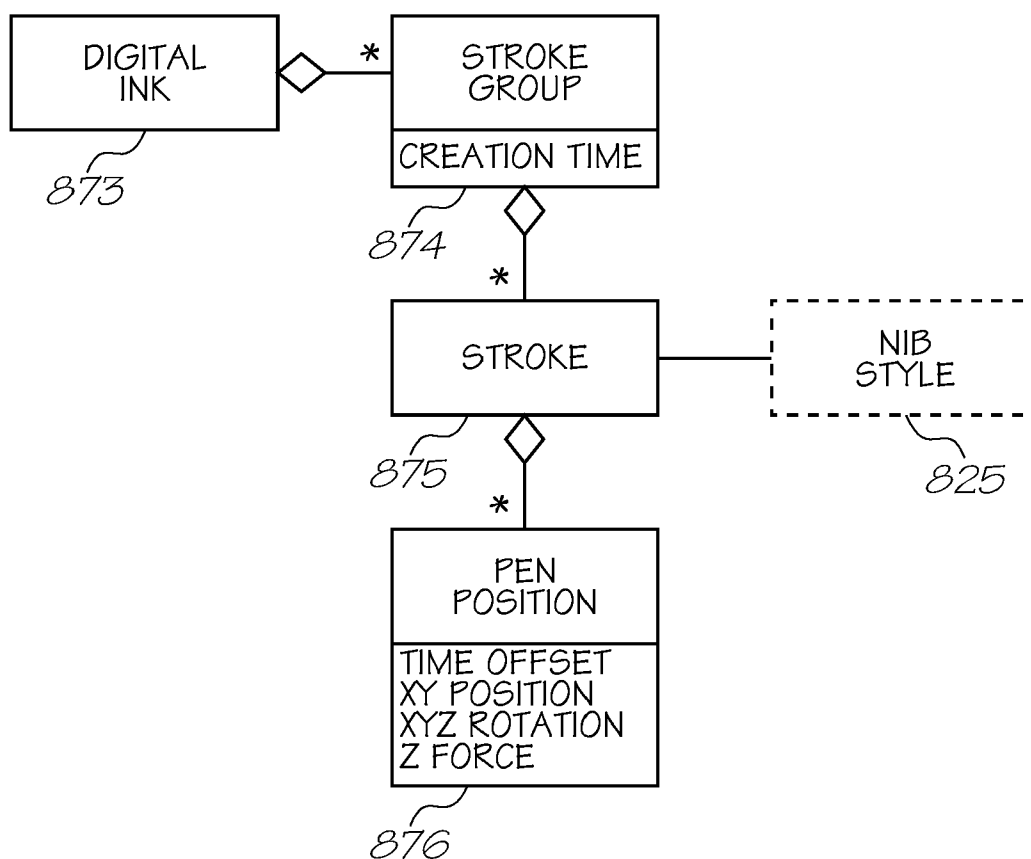 DIGITAL
INK
*
STROKE
GROUP
CREATION TIME
873
874
*
STROKE
NIB
STYLE
875
825
*
PEN
POSITION
TIME OFFSET
XY POSITION
XYZ ROTATION
Z FORCE
876